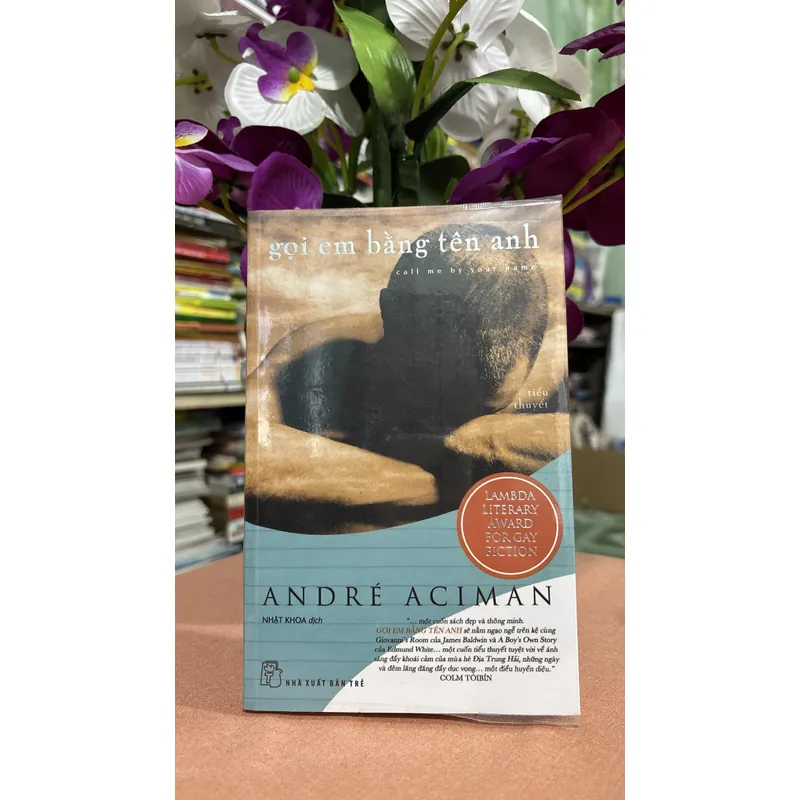 gọi em bằng tên anh
call me by your name
tiểu
thuyết
LAMBDA
LITERARY
AWARD
FOR GAY
FICTION
ANDRÉ ACIMAN
NHẬT KHOA dịch
"... một cuốn sách đẹp và thông minh.
GỌI EM BẰNG TÊN ANH sẽ nằm ngạo nghễ trên kệ cùng
Giovanni's Room của James Baldwin và A Boy's Own Story
của Edmund White... một cuốn tiểu thuyết tuyệt vời về ánh
sáng đầy khoái cảm của mùa hè Địa Trung Hải, những ngày
và đêm lãng đãng đầy dục vọng... một điều huyền diệu."
COLM TÓIBÍN
NHÀ XUẤT BẢN TRẺ